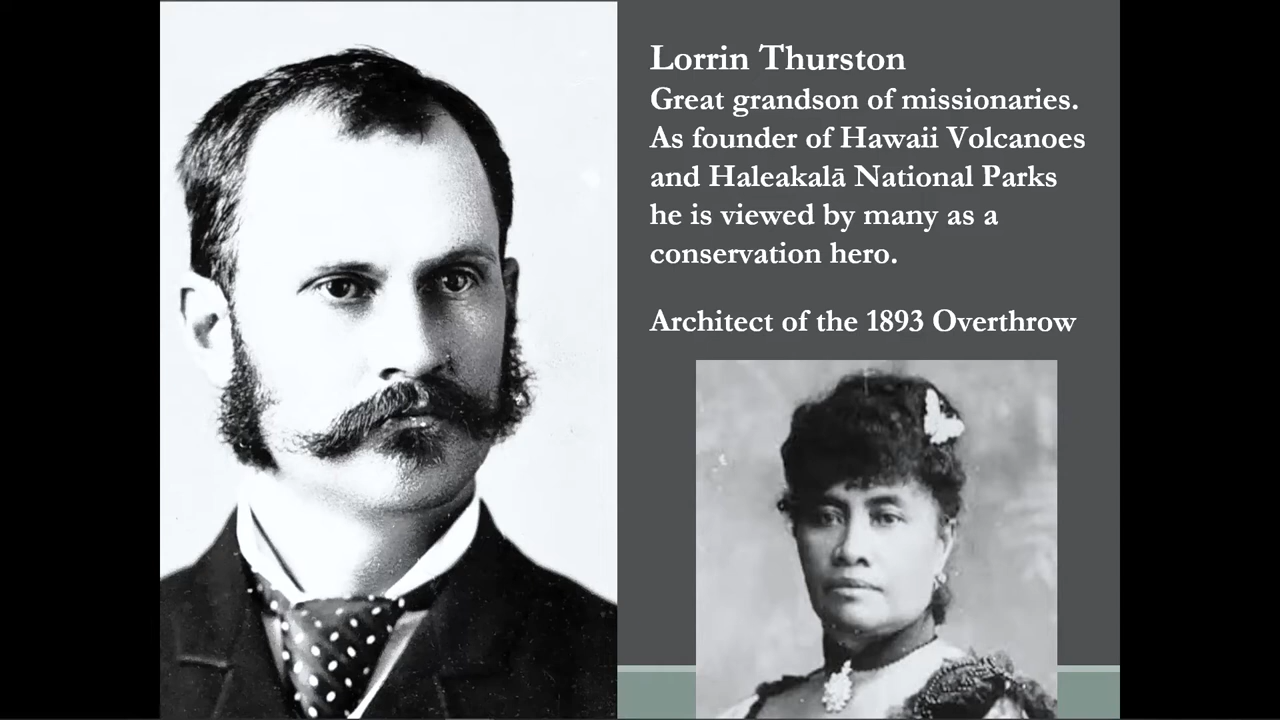 Lorrin Thurston
Great grandson of missionaries.
As founder of Hawaii Volcanoes
and Haleakalā National Parks
he is viewed by many as a
conservation hero.
Architect of the 1893 Overthrow